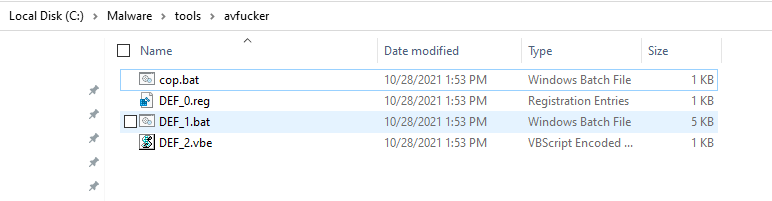 Local Disk (C:) > Malware > tools > avfucker
Name Date modified Type Size
cop.bat 10/28/2021 1:53 PM Windows Batch File 1 KB
DEF_0.reg 10/28/2021 1:53 PM Registration Entries 1 KB
DEF_1.bat 10/28/2021 1:53 PM Windows Batch File 5 KB
DEF_2.vbe 10/28/2021 1:53 PM VBScript Encoded ... 1 KB